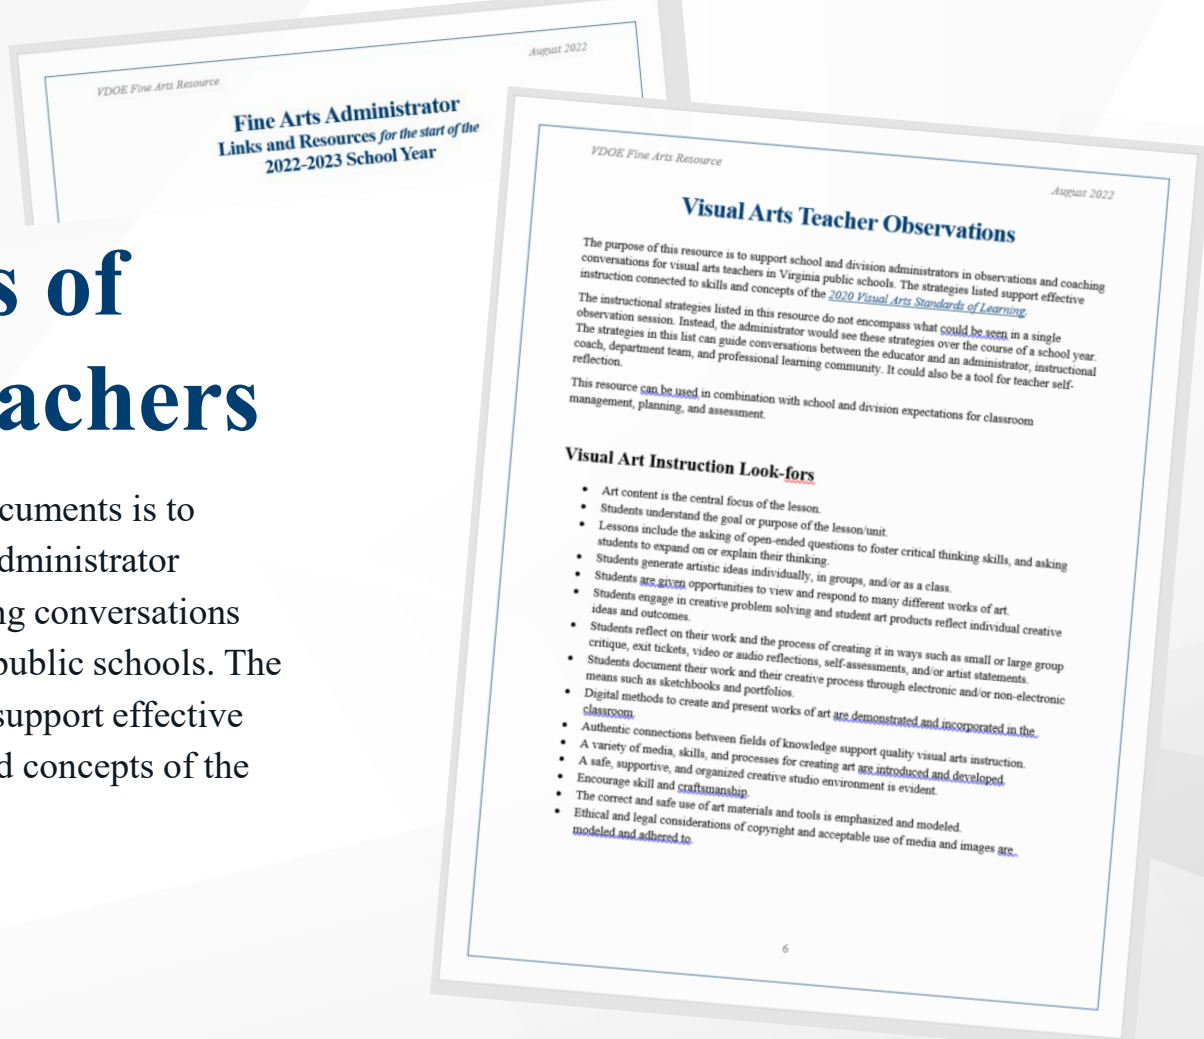 VDOE Fine Arts Resource
August 2022
Fine Arts Administrator
Links and Resources for the start of the
2022-2023 School Year
s of
achers
cuments is to
dministrator
ng conversations
public schools. The
support effective
d concepts of the
VDOE Fine Arts Resource
August 2022
Visual Arts Teacher Observations
The purpose of this resource is to support school and division administrators in observations and coaching
conversations for visual arts teachers in Virginia public schools. The strategies listed support effective
instruction connected to skills and concepts of the 2020 Visual Arts Standards of Learning.
The instructional strategies listed in this resource do not encompass what could be seen in a single
observation session. Instead, the administrator would see these strategies over the course of a school year.
The strategies in this list can guide conversations between the educator and an administrator, instructional
coach, department team, and professional learning community. It could also be a tool for teacher self-
reflection.
This resource can be used in combination with school and division expectations for classroom
management, planning, and assessment.
Visual Art Instruction Look-fors
• Art content is the central focus of the lesson.
• Students understand the goal or purpose of the lesson/unit.
• Lessons include the asking of open-ended questions to foster critical thinking skills, and asking
students to expand on or explain their thinking.
• Students generate artistic ideas individually, in groups, and/or as a class.
• Students are given opportunities to view and respond to many different works of art.
• Students engage in creative problem solving and student art products reflect individual creative
ideas and outcomes.
• Students reflect on their work and the process of creating it in ways such as small or large group
critique, exit tickets, video or audio reflections, self-assessments, and/or artist statements.
• Students document their work and their creative process through electronic and/or non-electronic
means such as sketchbooks and portfolios.
• Digital methods to create and present works of art are demonstrated and incorporated in the
classroom.
• Authentic connections between fields of knowledge support quality visual arts instruction.
• A variety of media, skills, and processes for creating art are introduced and developed.
• A safe, supportive, and organized creative studio environment is evident.
• Encourage skill and craftsmanship.
• The correct and safe use of art materials and tools is emphasized and modeled.
• Ethical and legal considerations of copyright and acceptable use of media and images are
modeled and adhered to.
6